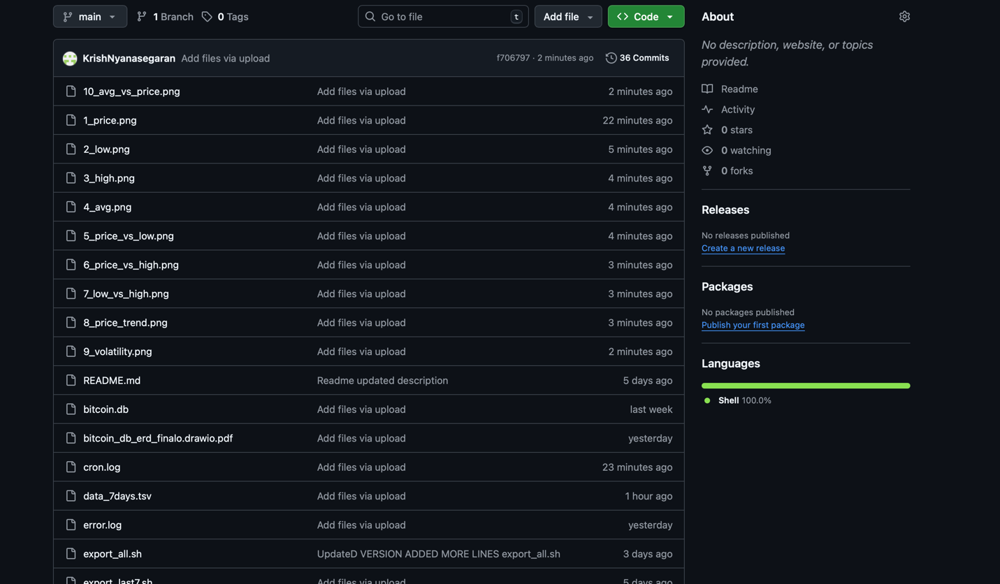 main
1 Branch
0 Tags
Go to file
t
Add file
Code
KrishNyanasegaran Add files via upload f706797 · 2 minutes ago 36 Commits
10_avg_vs_price.png Add files via upload 2 minutes ago
1_price.png Add files via upload 22 minutes ago
2_low.png Add files via upload 5 minutes ago
3_high.png Add files via upload 4 minutes ago
4_avg.png Add files via upload 4 minutes ago
5_price_vs_low.png Add files via upload 4 minutes ago
6_price_vs_high.png Add files via upload 3 minutes ago
7_low_vs_high.png Add files via upload 3 minutes ago
8_price_trend.png Add files via upload 3 minutes ago
9_volatility.png Add files via upload 2 minutes ago
README.md Readme updated description 5 days ago
bitcoin.db Add files via upload last week
bitcoin_db_erd_finalo.drawio.pdf Add files via upload yesterday
cron.log Add files via upload 23 minutes ago
data_7days.tsv Add files via upload 1 hour ago
error.log Add files via upload yesterday
export_all.sh UpdateD VERSION ADDED MORE LINES export_all.sh 3 days ago
export_last7.sh Add files via upload 5 days ago
About
No description, website, or topics
provided.
Readme
Activity
0 stars
0 watching
0 forks
Releases
No releases published
Create a new release
Packages
No packages published
Publish your first package
Languages
Shell 100.0%